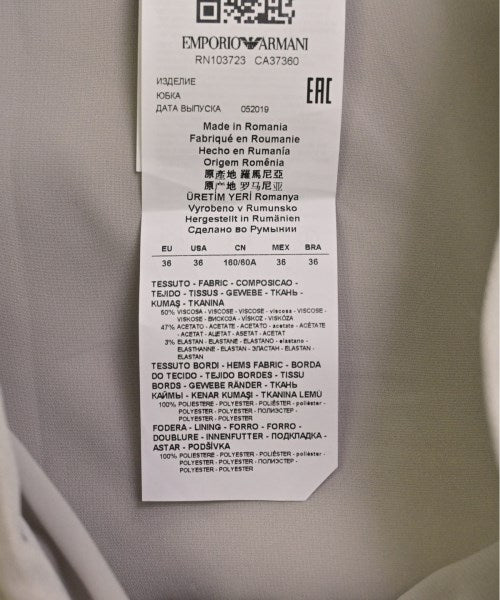 EMPORIO ARMANI
RN103723 CA37360
ИЗДЕЛИЕ
ЮБКА
ДАТА ВЫПУСКА 052019
EAC
Made in Romania
Fabriqué en Roumanie
Hecho en Rumanía
Origem Romênia
原產地 羅馬尼亞
原产地 罗马尼亚
ÜRETIM YERI Romanya
Vyrobeno v Rumunsko
Hergestellt in Rumänien
Сделано во Румынии
EU USA CN MEX BRA
36 36 160/60A 36 36
TESSUTO - FABRIC - COMPOSICAO -
TEJIDO - TISSUS - GEWEBE - ТКАНЬ -
KUMAŞ - TKANINA
50% VISCOSA - VISCOSE - VISCOSE - viscosa - VISCOSE -
VISKOSE - ВИСКОЗА - VÍSKOZ - VISKÓZA
47% ACETATO - ACETATE - ACETATO - acetato - ACÉTATE
- ACETAT - АЦЕТАТ - ASETAT - ACETAT
3% ELASTAN - ELASTANE - ELASTANO - elastano -
ELASTHANNE - ELASTAN - ЭЛАСТАН - ELASTAN -
ELASTAN
TESSUTO BORDI - HEMS FABRIC - BORDA
DO TECIDO - TEJIDO BORDES - TISSU
BORDS - GEWEBE RÄNDER - ТКАНЬ
КАЙМЫ - KENAR KUMAŞI - TKANINA LEMŮ
100% POLIESTERE - POLYESTER - POLIÉSTER - poliéster -
POLYESTER - POLYESTER - ПОЛИЭСТЕР -
POLYESTER - POLYESTER
FODERA - LINING - FORRO - FORRO -
DOUBLURE - INNENFUTTER - ПОДКЛАДКА -
ASTAR - PODŠÍVKA
100% POLIESTERE - POLYESTER - POLIÉSTER - poliéster -
POLYESTER - POLYESTER - ПОЛИЭСТЕР -
POLYESTER - POLYESTER